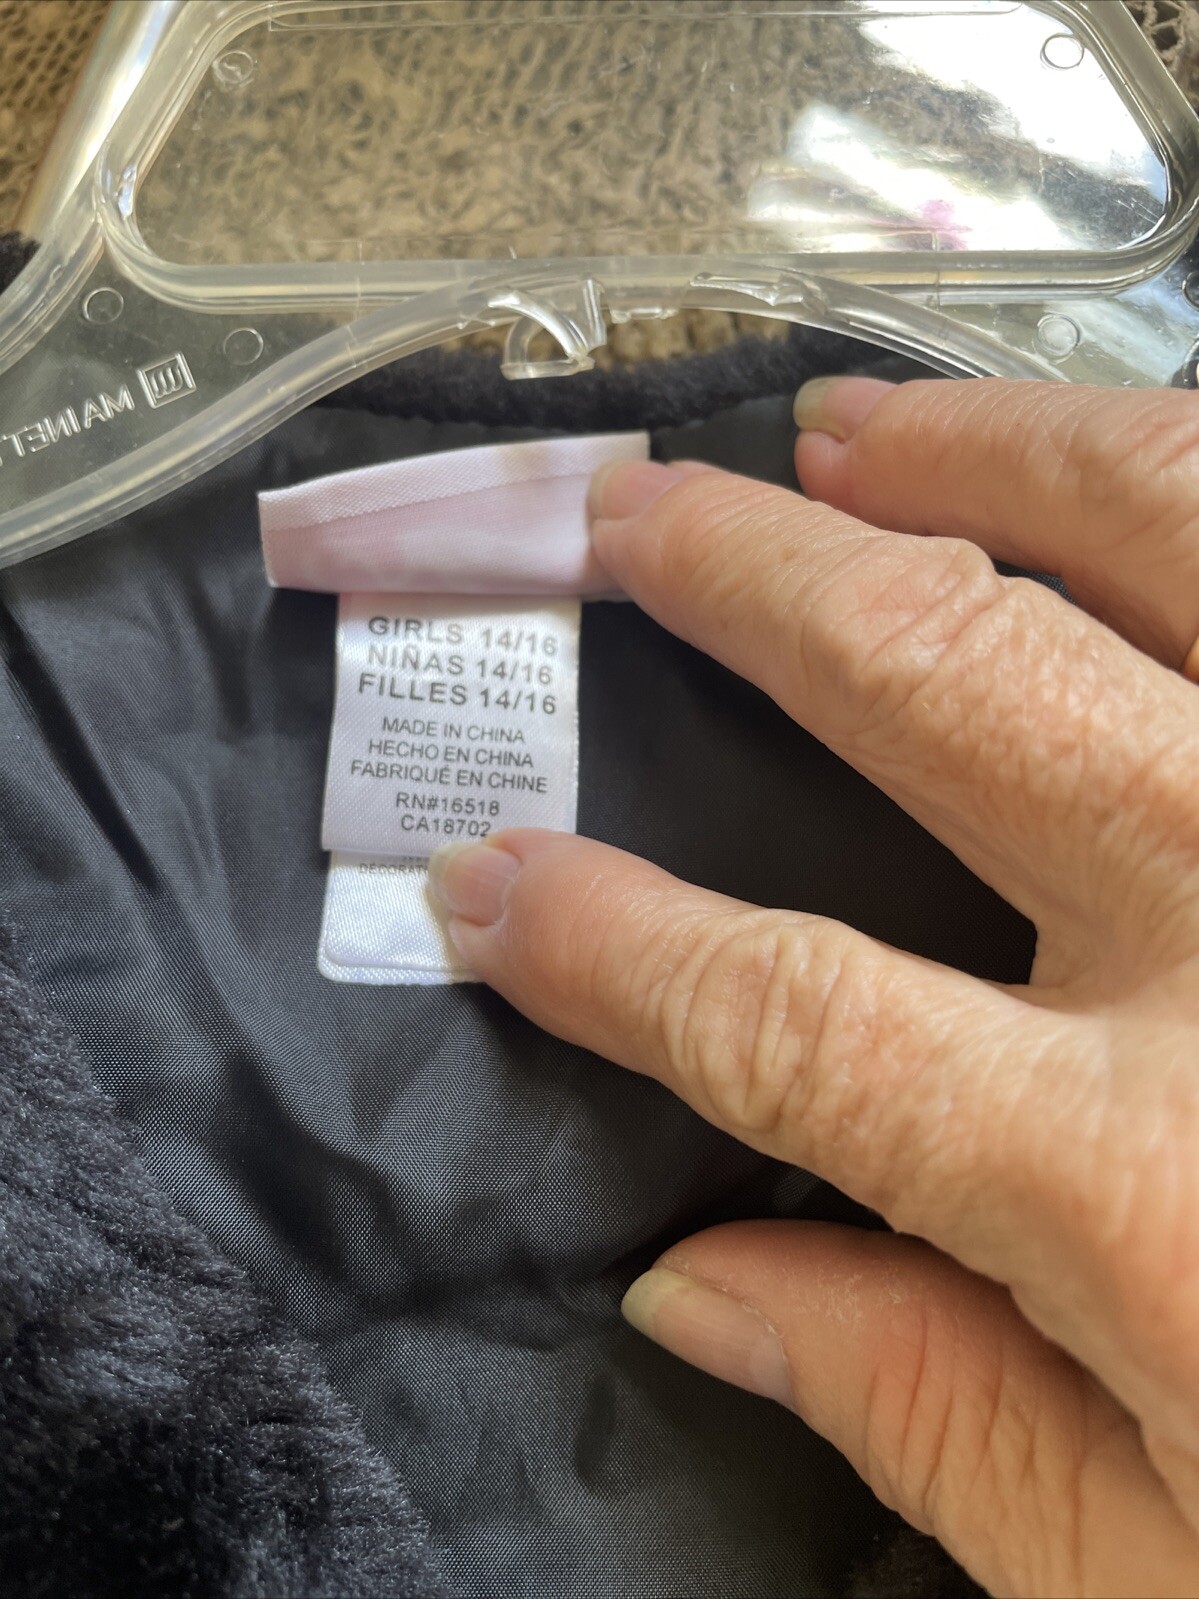 MAINETTI
GIRLS 14/16
NIÑAS 14/16
FILLES 14/16
MADE IN CHINA
HECHO EN CHINA
FABRIQUÉ EN CHINE
RN#16518
CA18702